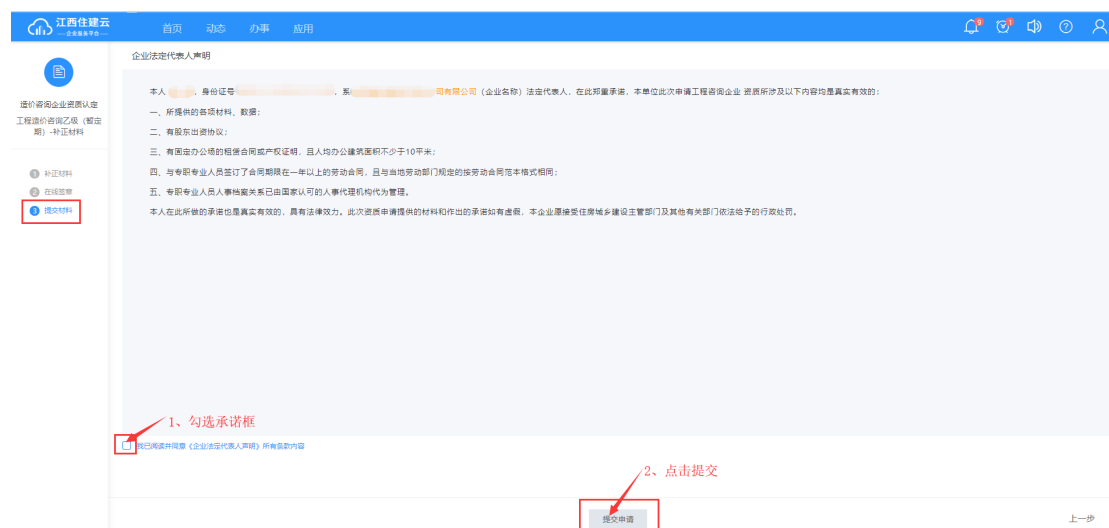 江西住建云
企业服务平台
首页 动态 办事 应用
9
1
企业法定代表人声明
造价咨询企业资质认定
工程造价咨询乙级（暂定
期）-补正材料
1 补正材料
2 在线签章
3 提交材料
本人 ，身份证号 ，系 司有限公司（企业名称）法定代表人，在此郑重承诺，本单位此次申请工程咨询企业 资质所涉及以下内容均是真实有效的：
一、所提供的各项材料、数据；
二、有股东出资协议；
三、有固定办公场的租赁合同或产权证明，且人均办公建筑面积不少于10平米；
四、与专职专业人员签订了合同期限在一年以上的劳动合同，且与当地劳动部门规定的按劳动合同范本格式相同；
五、专职专业人员人事档案关系已由国家认可的人事代理机构代为管理。
本人在此所做的承诺也是真实有效的，具有法律效力。此次资质申请提供的材料和作出的承诺如有虚假，本企业愿接受住房城乡建设主管部门及其他有关部门依法给予的行政处罚。
1、勾选承诺框
我已阅读并同意《企业法定代表人声明》所有条款内容
2、点击提交
提交申请
上一步